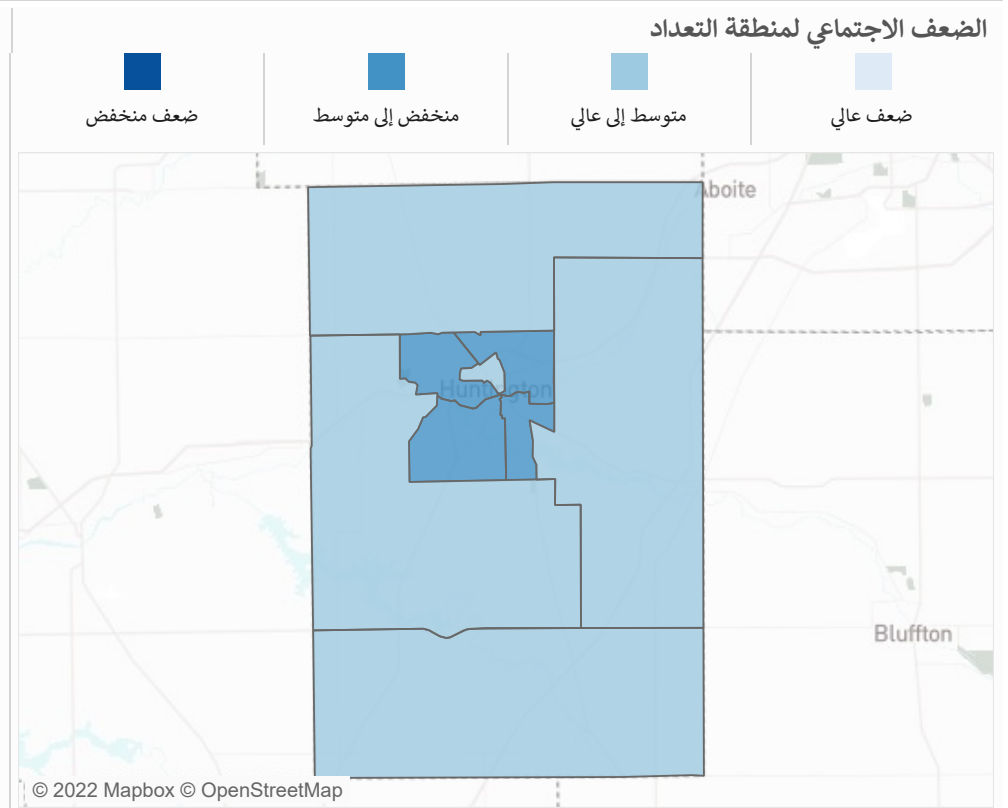 الضعف الاجتماعي لمنطقة التعداد
ضعف عالي
متوسط إلى عالي
منخفض إلى متوسط
ضعف منخفض
Aboite
Huntington
Bluffton
© 2022 Mapbox © OpenStreetMap